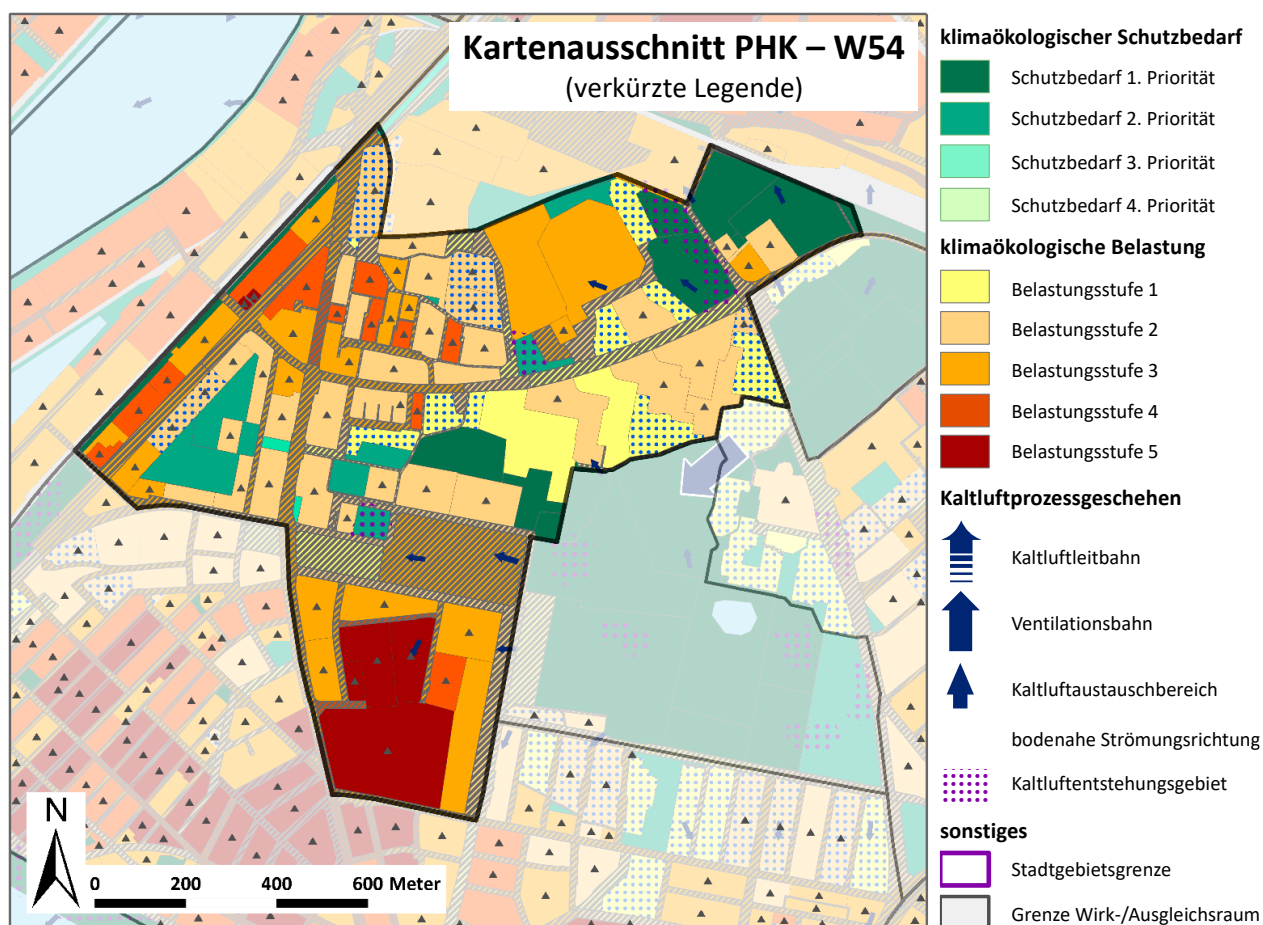 Kartenausschnitt PHK – W54
(verkürzte Legende)
klimaökologischer Schutzbedarf
Schutzbedarf 1. Priorität
Schutzbedarf 2. Priorität
Schutzbedarf 3. Priorität
Schutzbedarf 4. Priorität
klimaökologische Belastung
Belastungsstufe 1
Belastungsstufe 2
Belastungsstufe 3
Belastungsstufe 4
Belastungsstufe 5
Kaltluftprozessgeschehen
Kaltluftleitbahn
Ventilationsbahn
Kaltluftaustauschbereich
bodenahe Strömungsrichtung
Kaltluftentstehungsgebiet
sonstiges
Stadtgebietsgrenze
Grenze Wirk-/Ausgleichsraum
N
0 200 400 600 Meter